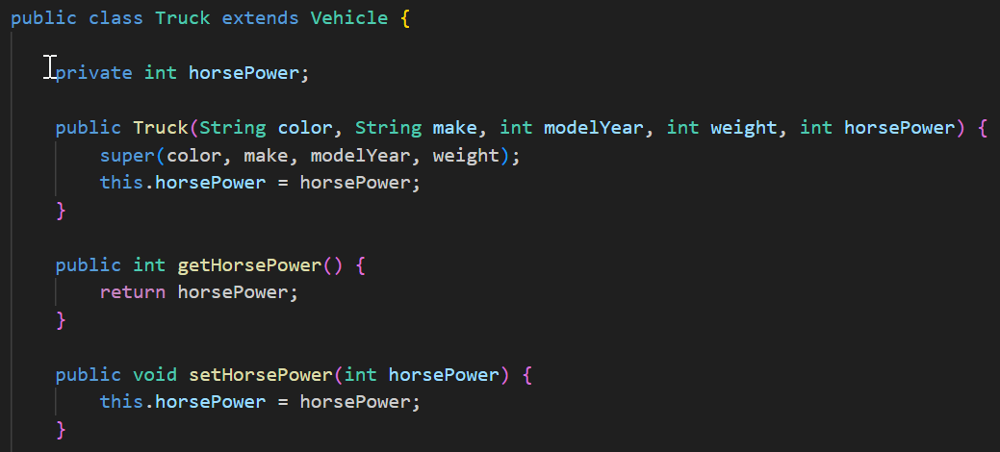 public class Truck extends Vehicle {
private int horsePower;
public Truck(String color, String make, int modelYear, int weight, int horsePower) {
super(color, make, modelYear, weight);
this.horsePower = horsePower;
}
public int getHorsePower() {
return horsePower;
}
public void setHorsePower(int horsePower) {
this.horsePower = horsePower;
}